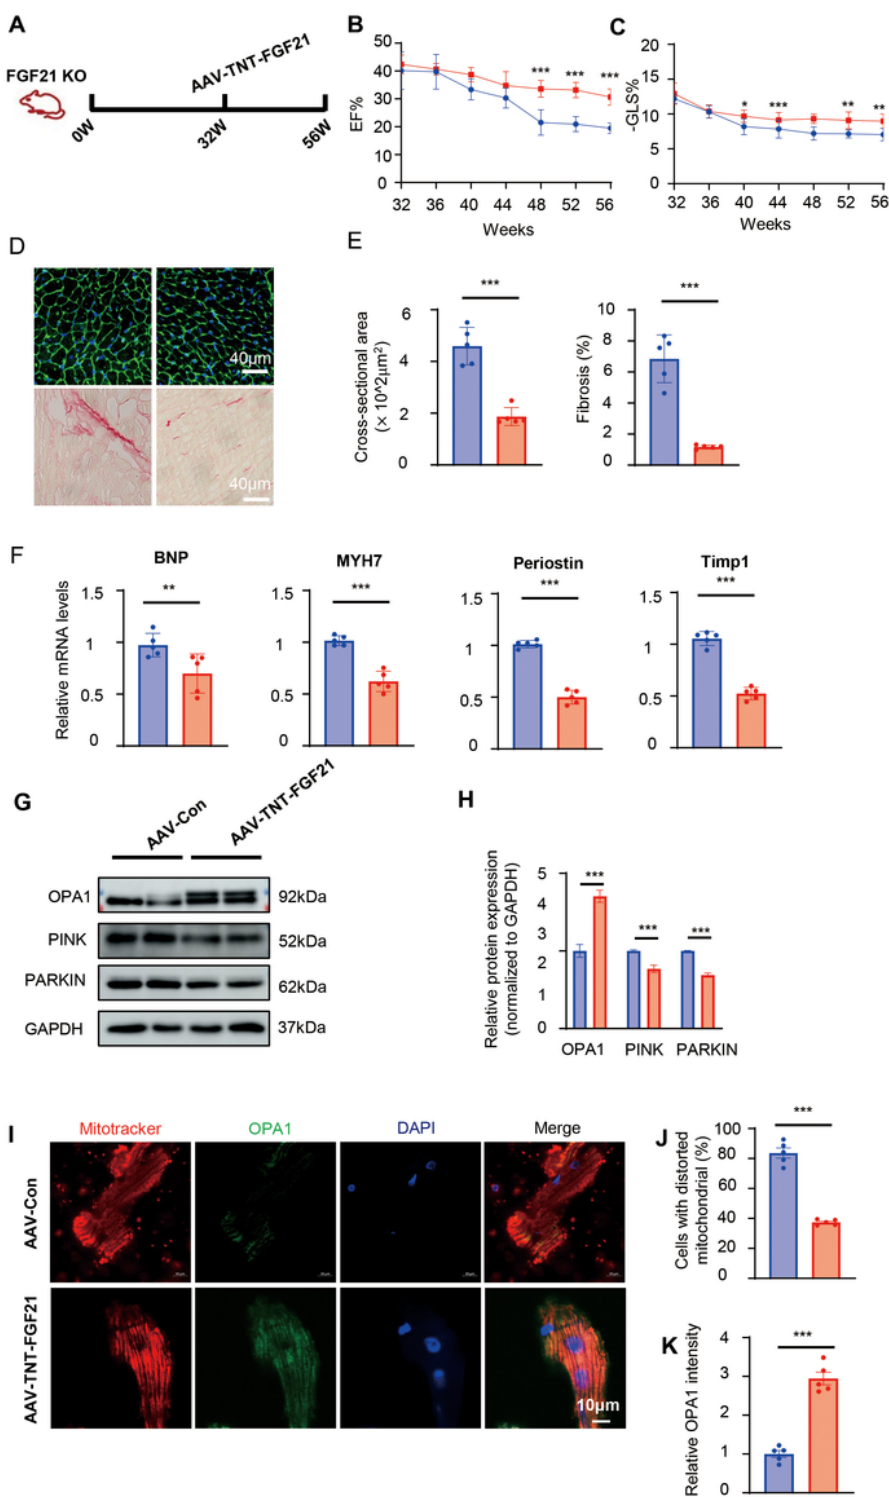 A
FGF21 KO
AAV-TNT-FGF21
0W
32W
56W
B
EF%
50
40
30
20
10
0
*** *** ***
32 36 40 44 48 52 56
Weeks
C
-GLS%
20
15
10
5
0
* *** ** **
32 36 40 44 48 52 56
Weeks
D
40μm
40μm
E
Cross-sectional area
(× 10^2μm²)
6
4
2
0
***
Fibrosis (%)
10
8
6
4
2
0
***
F
Relative mRNA levels
BNP
1.5
1
0.5
0
**
MYH7
1.5
1
0.5
0
***
Periostin
1.5
1
0.5
0
***
Timp1
1.5
1
0.5
0
***
G
AAV-Con
AAV-TNT-FGF21
OPA1 92kDa
PINK 52kDa
PARKIN 62kDa
GAPDH 37kDa
H
Relative protein expression
(normalized to GAPDH)
5
4
3
2
1
0
*** *** ***
OPA1 PINK PARKIN
I
Mitotracker OPA1 DAPI Merge
AAV-Con
AAV-TNT-FGF21
10μm
J
Cells with distorted
mitochondrial (%)
100
80
60
40
20
0
***
K
Relative OPA1 intensity
4
3
2
1
0
***